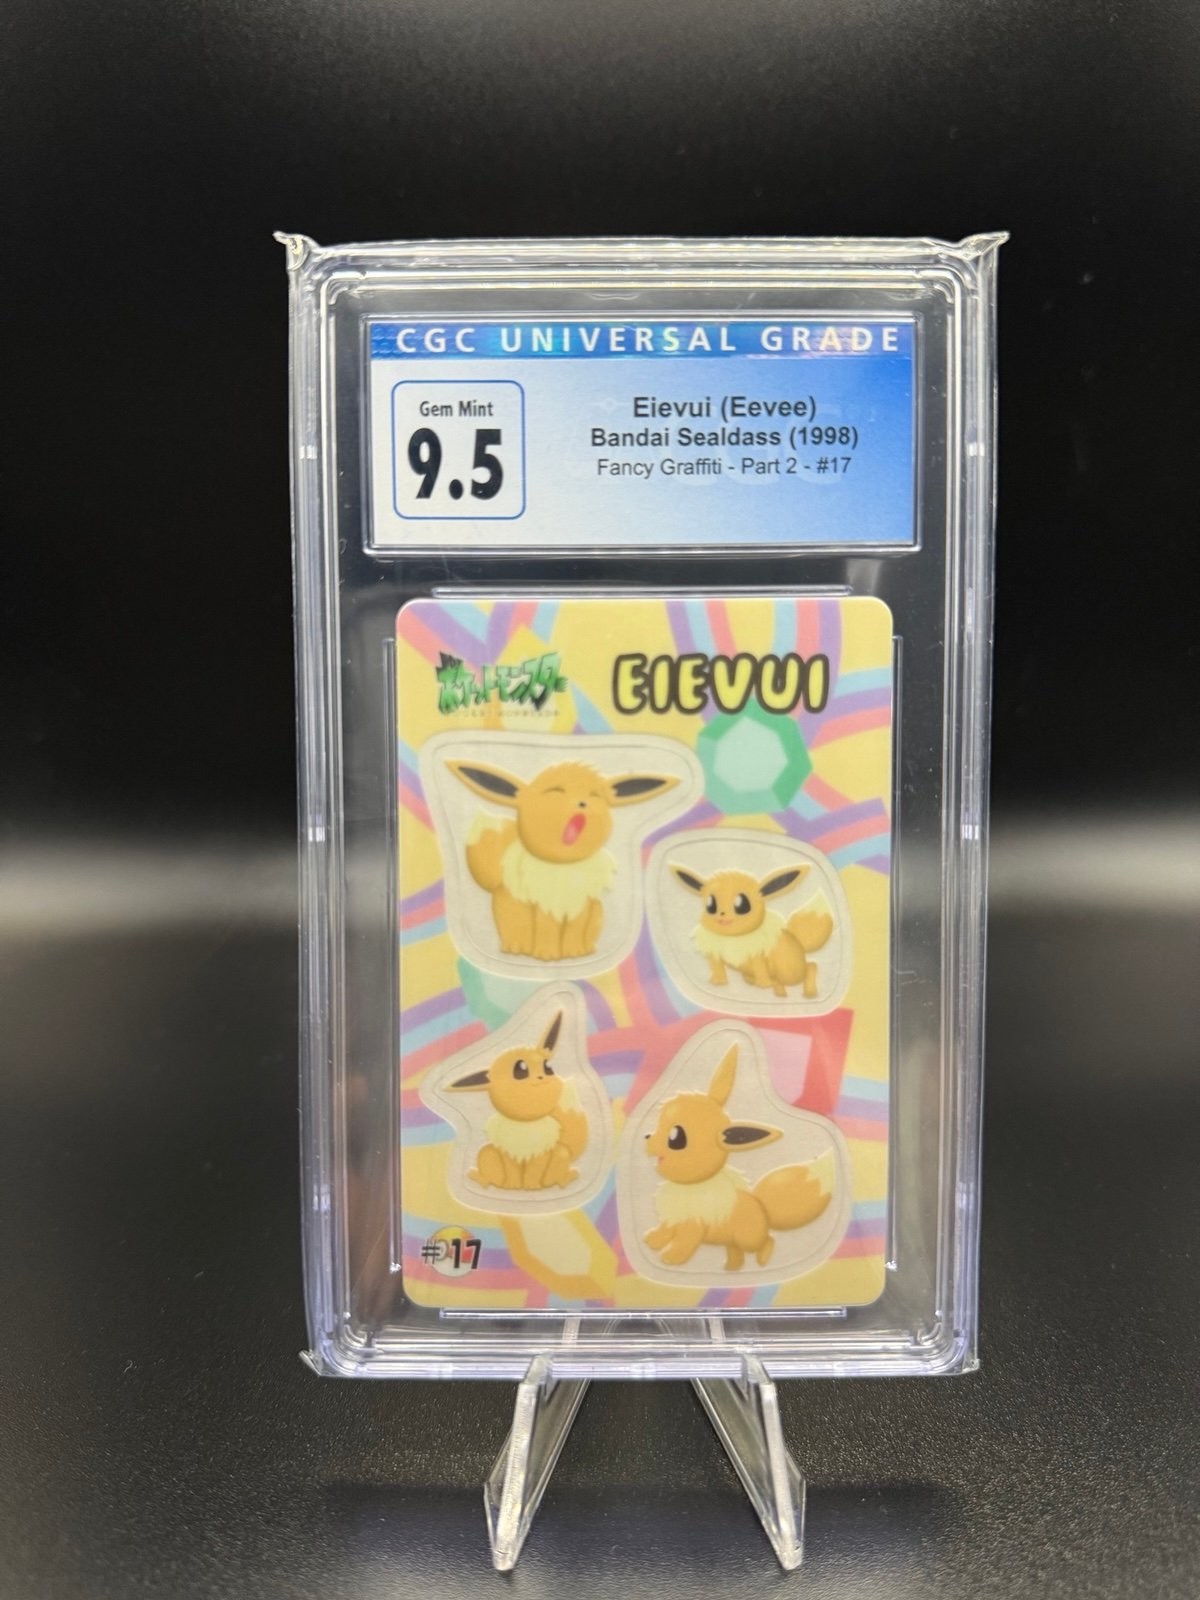 CGC UNIVERSAL GRADE
Gem Mint
9.5
Eievui (Eevee)
Bandai Sealdass (1998)
Fancy Graffiti - Part 2 - #17
ポケットモンスター
EIEVUI
#17